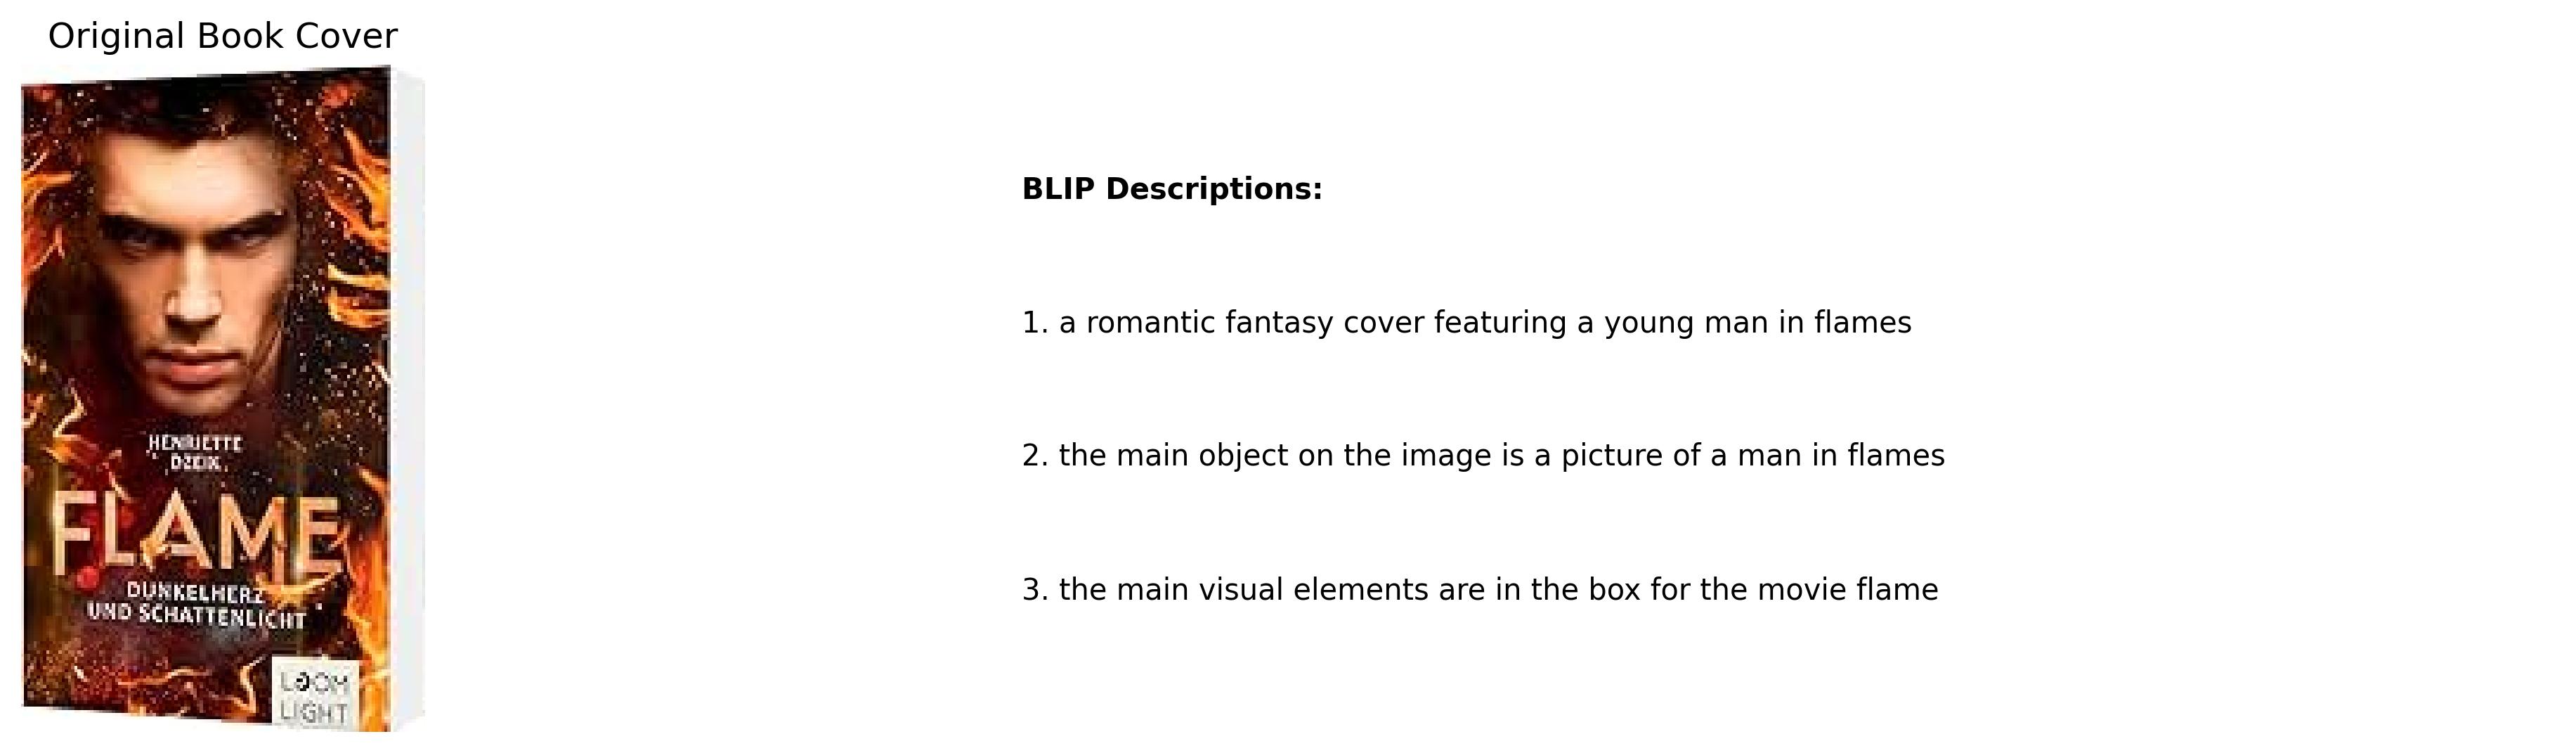 Original Book Cover
HENRIETTE
DZEIK
FLAME
DUNKELHERZ
UND SCHATTENLICHT
LOOM
LIGHT
BLIP Descriptions:
1. a romantic fantasy cover featuring a young man in flames
2. the main object on the image is a picture of a man in flames
3. the main visual elements are in the box for the movie flame